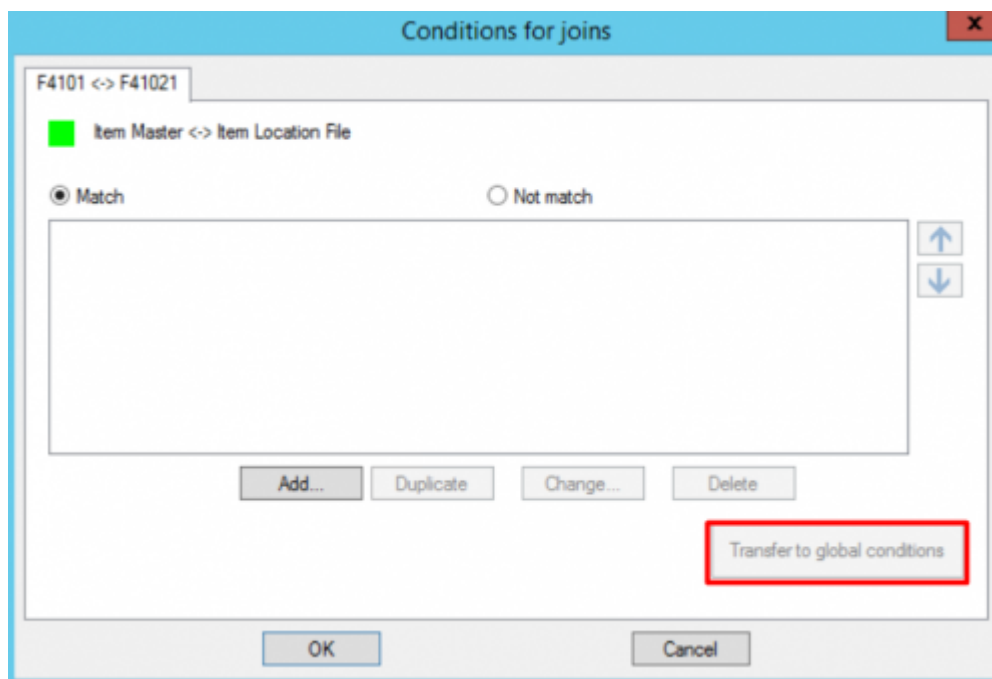 Conditions for joins
x
F4101 <-> F41021
Item Master <-> Item Location File
Match
Not match
Add...
Duplicate
Change...
Delete
Transfer to global conditions
OK
Cancel